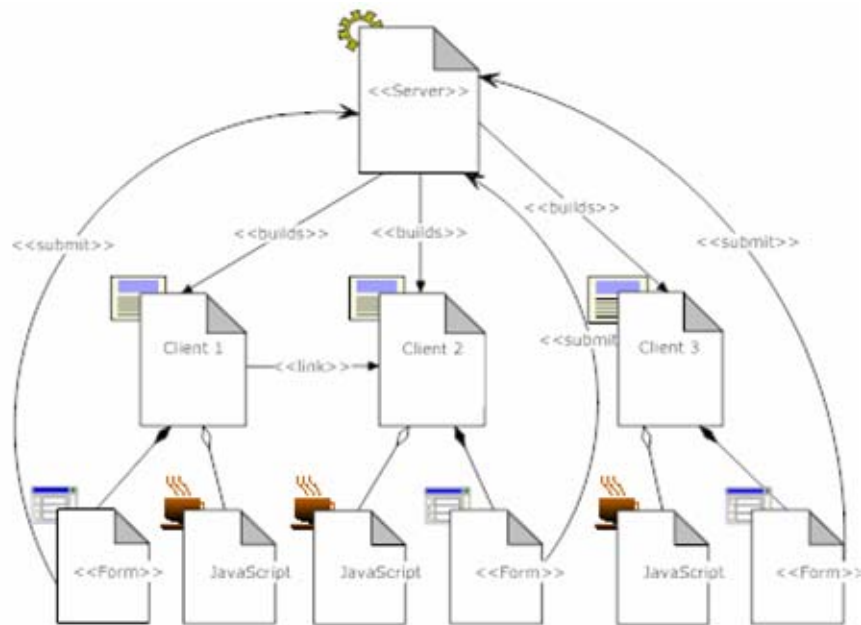 <<Server>>
<<submit>>
<<builds>>
<<builds>>
<<builds>>
<<submit>>
<<submit
Client 1
<<link>>
Client 2
Client 3
<<Form>>
JavaScript
JavaScript
<<Form>>
JavaScript
<<Form>>